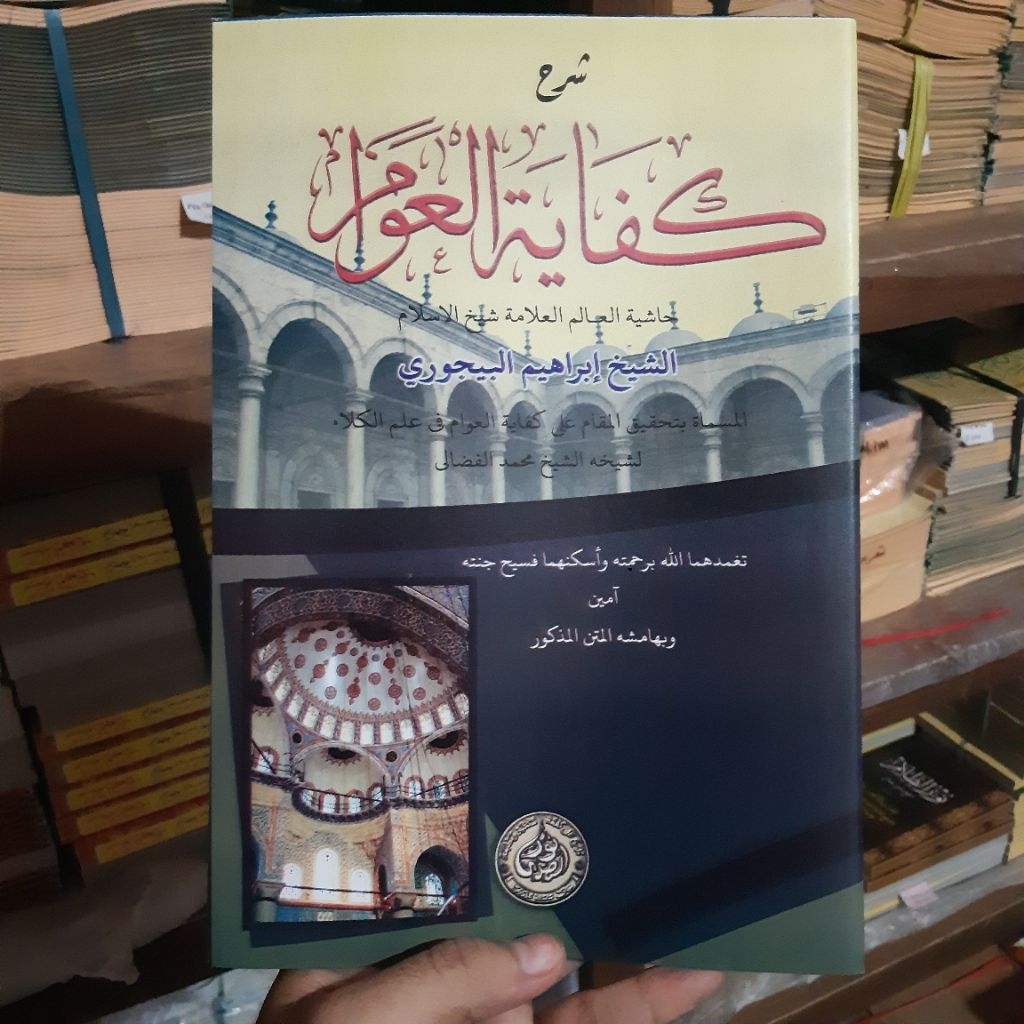 شرح
كفاية العوام
حاشية العالم العلامة شيخ الاسلام
الشيخ إبراهيم البيجوري
المسماة بتحقيق المقام على كفاية العوام فى علم الكلام
لشيخه الشيخ محمد الفضالى
تغمدهما الله برحمته وأسكنهما فسيح جنته
آمين
وبهامشه المتن المذكور